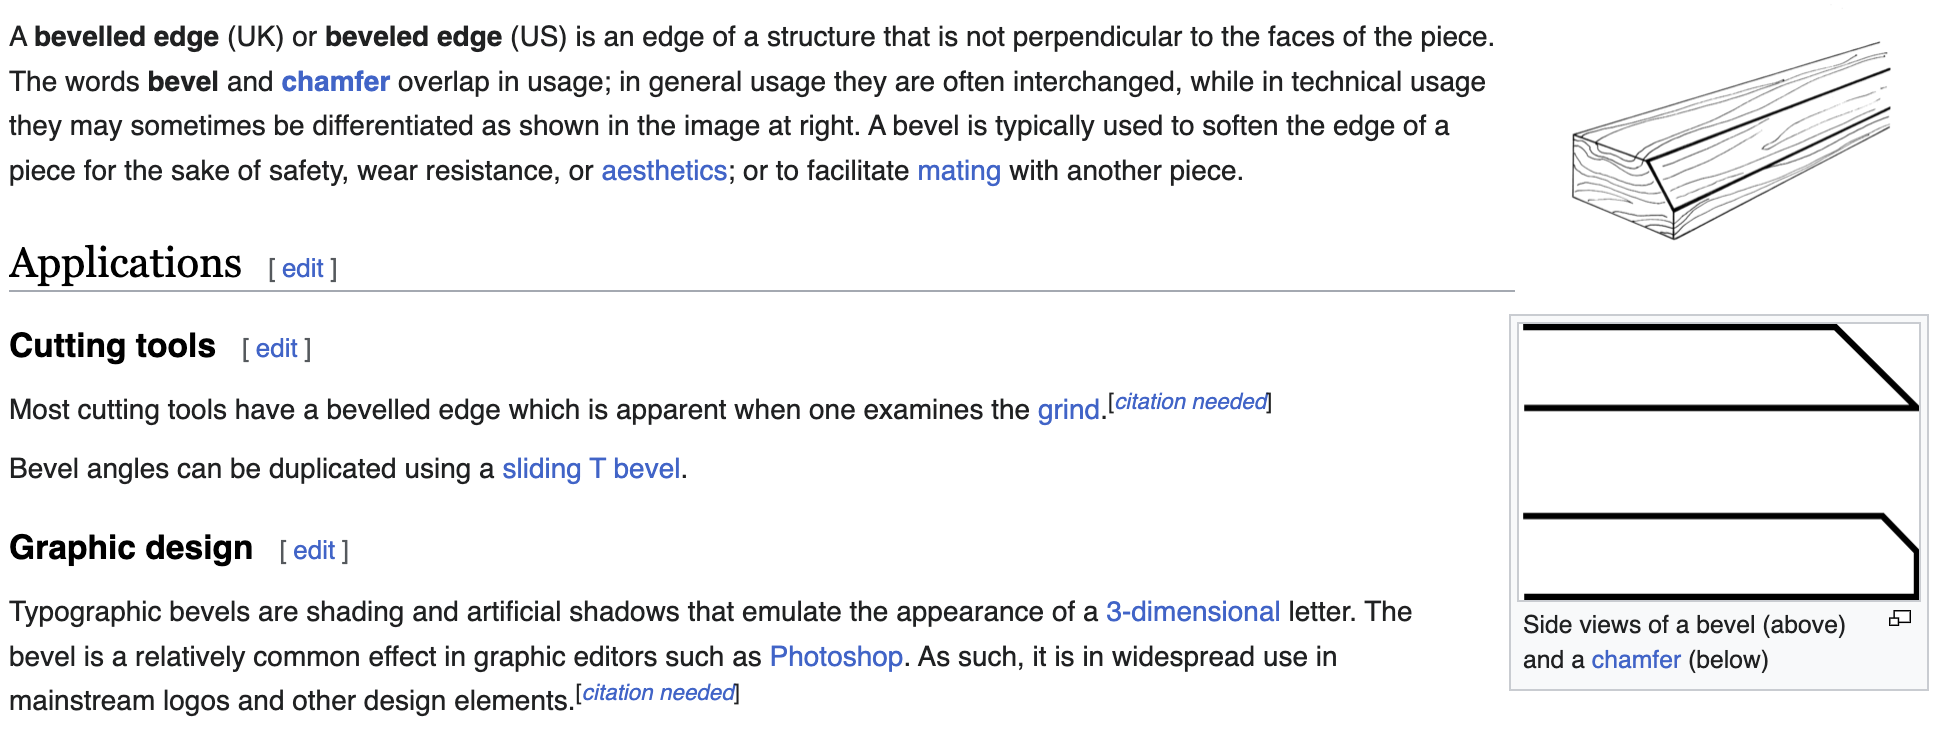 A bevelled edge (UK) or beveled edge (US) is an edge of a structure that is not perpendicular to the faces of the piece.
The words bevel and chamfer overlap in usage; in general usage they are often interchanged, while in technical usage
they may sometimes be differentiated as shown in the image at right. A bevel is typically used to soften the edge of a
piece for the sake of safety, wear resistance, or aesthetics; or to facilitate mating with another piece.
Applications [ edit ]
Cutting tools [ edit ]
Most cutting tools have a bevelled edge which is apparent when one examines the grind.[citation needed]
Bevel angles can be duplicated using a sliding T bevel.
Graphic design [ edit ]
Typographic bevels are shading and artificial shadows that emulate the appearance of a 3-dimensional letter. The
bevel is a relatively common effect in graphic editors such as Photoshop. As such, it is in widespread use in
mainstream logos and other design elements.[citation needed]
Side views of a bevel (above)
and a chamfer (below)